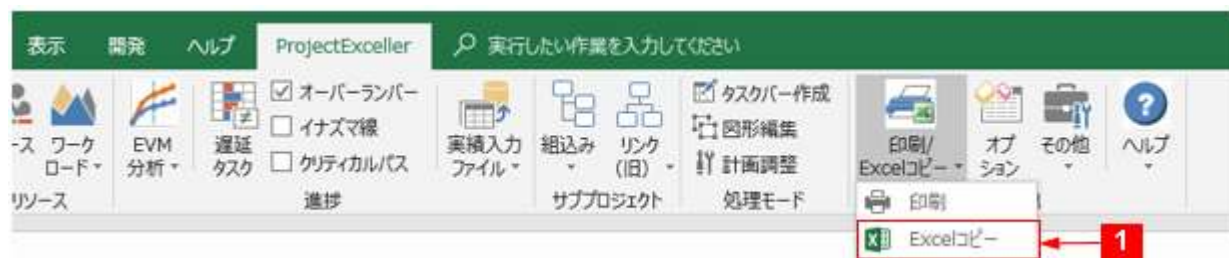 表示 開発 ヘルプ ProjectExceller 実行したい作業を入力してください
オーバーランバー タスクバー作成
イナズマ線 図形編集
ース ワーク EVM 遅延 実績入力 組込み リンク 印刷/ オプ その他 ヘルプ
ロード 分析 タスク クリティカルパス ファイル (旧) 計画調整 Excelコピー ション
リソース 進捗 サブプロジェクト 処理モード
印刷
Excelコピー 1